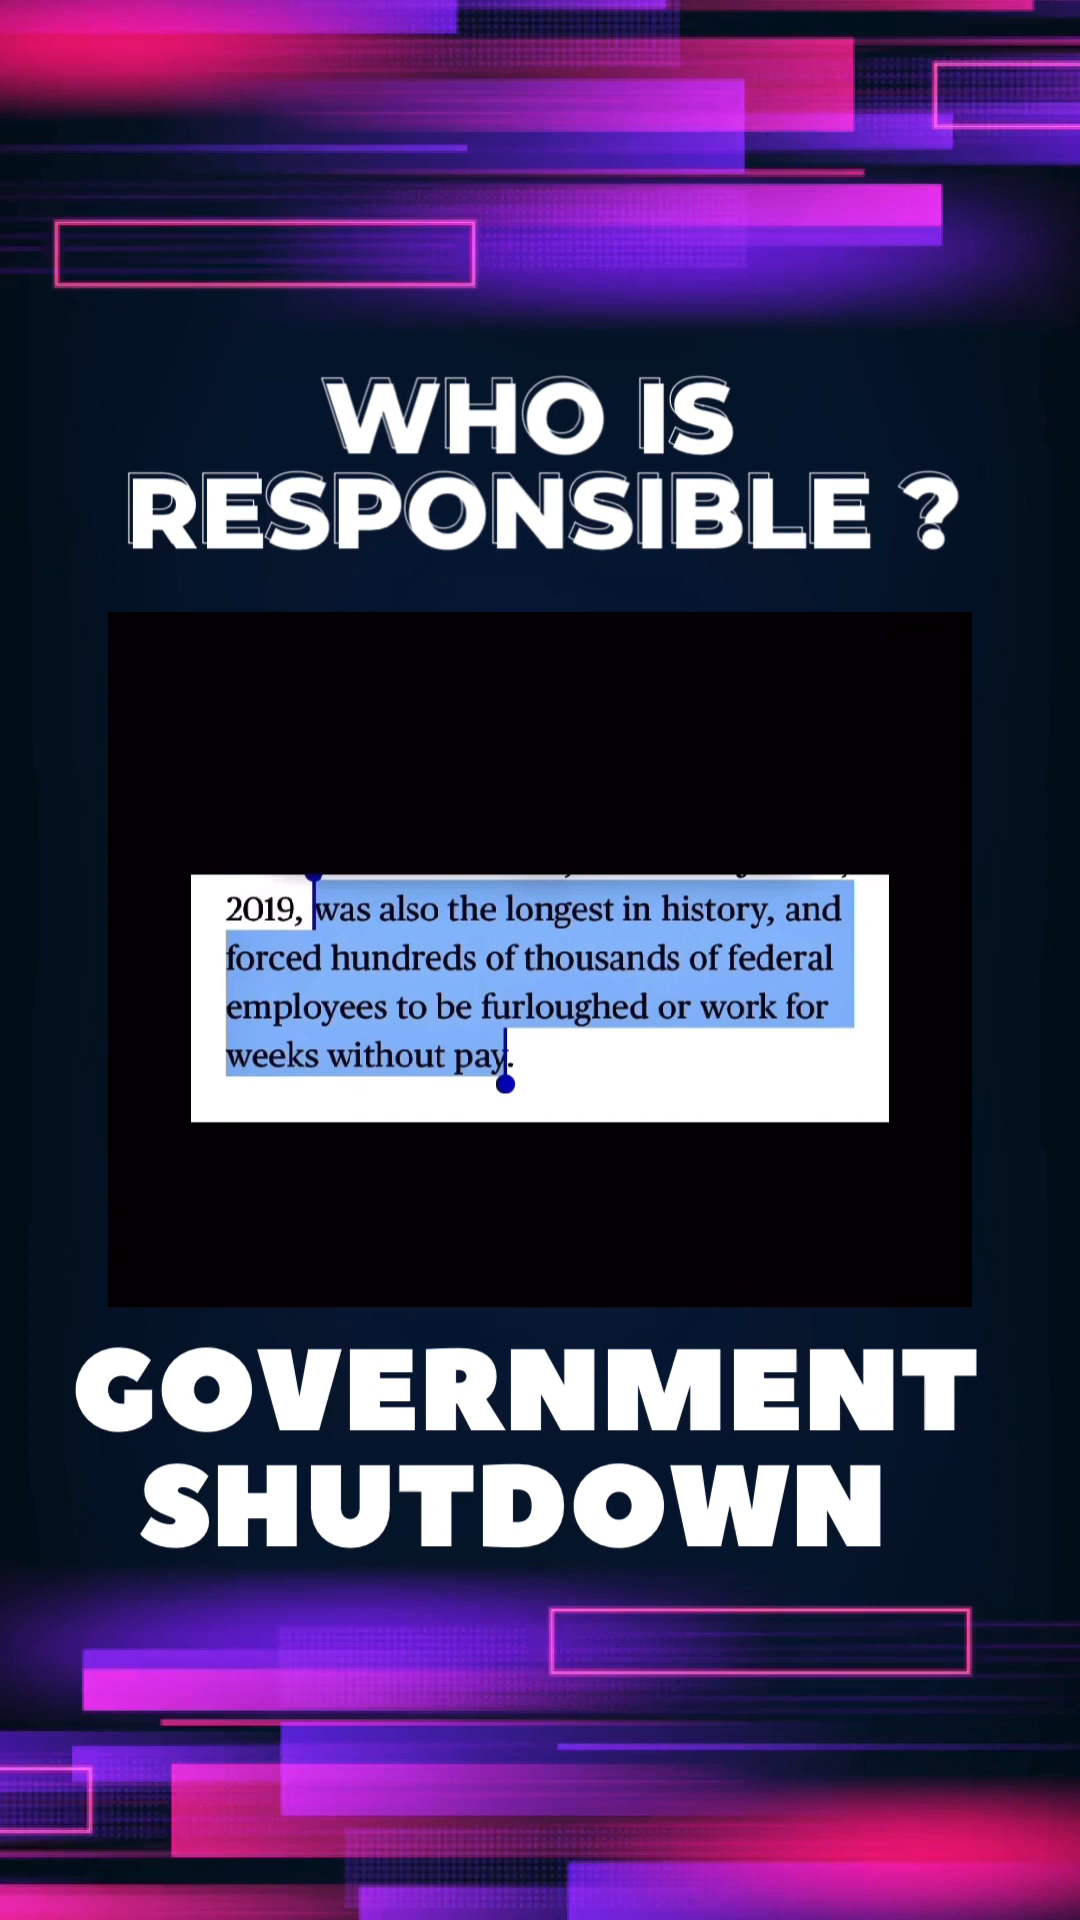 WHO IS
RESPONSIBLE ?
2019, was also the longest in history, and
forced hundreds of thousands of federal
employees to be furloughed or work for
weeks without pay.
GOVERNMENT
SHUTDOWN